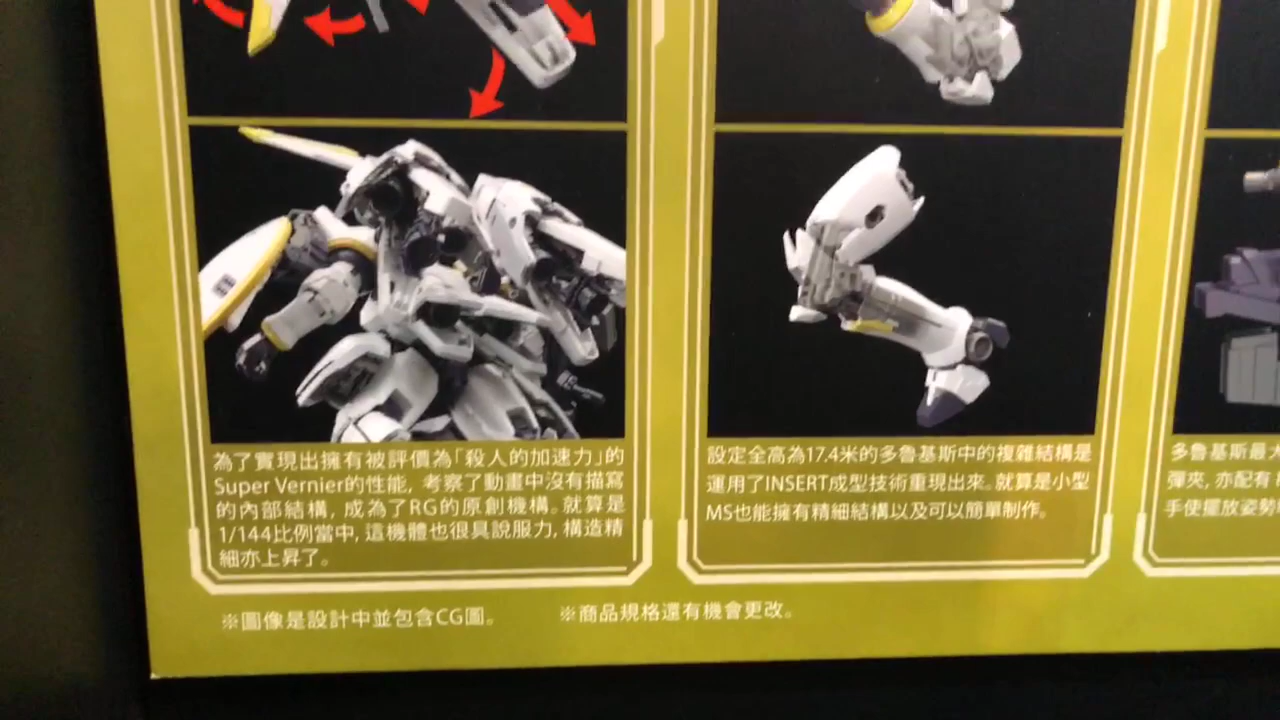 為了實現出擁有被評價為「殺人的加速力」的
Super Vernier的性能, 考察了動畫中沒有描寫
的內部結構, 成為了RG的原創機構。就算是
1/144比例當中, 這機體也很具說服力, 構造精
細亦上昇了。
設定全高為17.4米的多魯基斯中的複雜結構是
運用了INSERT成型技術重現出來。就算是小型
MS也能擁有精細結構以及可以簡單制作。
多魯基斯最大
彈夾, 亦配有
手使擺放姿勢
※圖像是設計中並包含CG圖。
※商品規格還有機會更改。